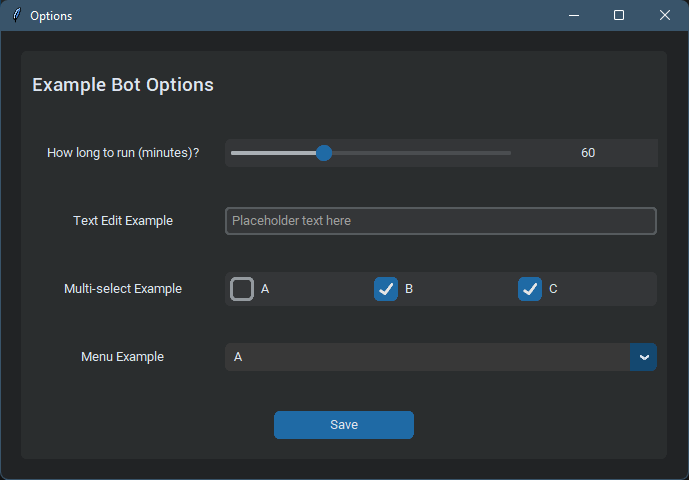 Options
Example Bot Options
How long to run (minutes)? 60
Text Edit Example Placeholder text here
Multi-select Example A B C
Menu Example A
Save